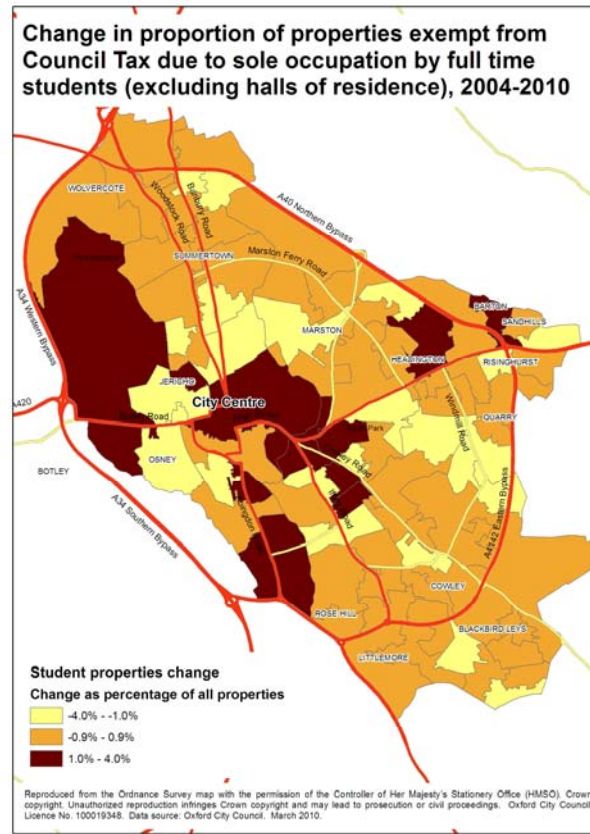 Change in proportion of properties exempt from
Council Tax due to sole occupation by full time
students (excluding halls of residence), 2004-2010
WOLVERCOTE
Woodstock Road
Banbury Road
A40 Northern Bypass
SUMMERTOWN
Marston Ferry Road
A34 Western Bypass
MARSTON
BARTON
SANDHILLS
HEADINGTON
RISINGHURST
JERICHO
City Centre
A420
Road
Park
Windmill Road
QUARRY
BOTLEY
OSNEY
Road
A34 Southern Bypass
A4142 Eastern Bypass
COWLEY
ROSE HILL
BLACKBIRD LEYS
LITTLEMORE
Student properties change
Change as percentage of all properties
-4.0% - -1.0%
-0.9% - 0.9%
1.0% - 4.0%
Reproduced from the Ordnance Survey map with the permission of the Controller of Her Majesty's Stationery Office (HMSO). Crown
copyright. Unauthorized reproduction infringes Crown copyright and may lead to prosecution or civil proceedings. Oxford City Council
Licence No. 100019348. Data source: Oxford City Council. March 2010.